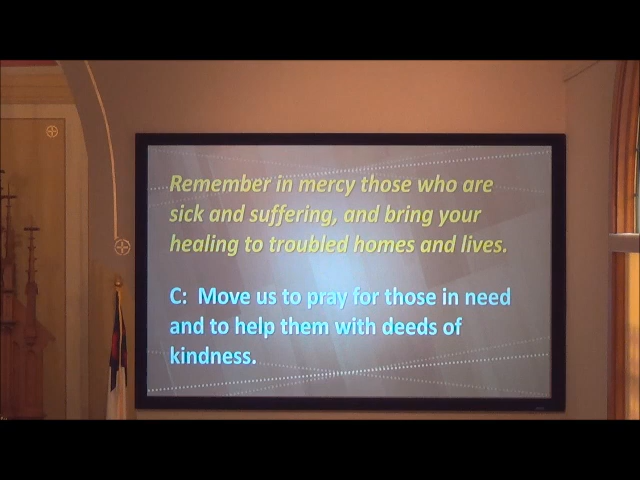 Remember in mercy those who are
sick and suffering, and bring your
healing to troubled homes and lives.
C: Move us to pray for those in need
and to help them with deeds of
kindness.